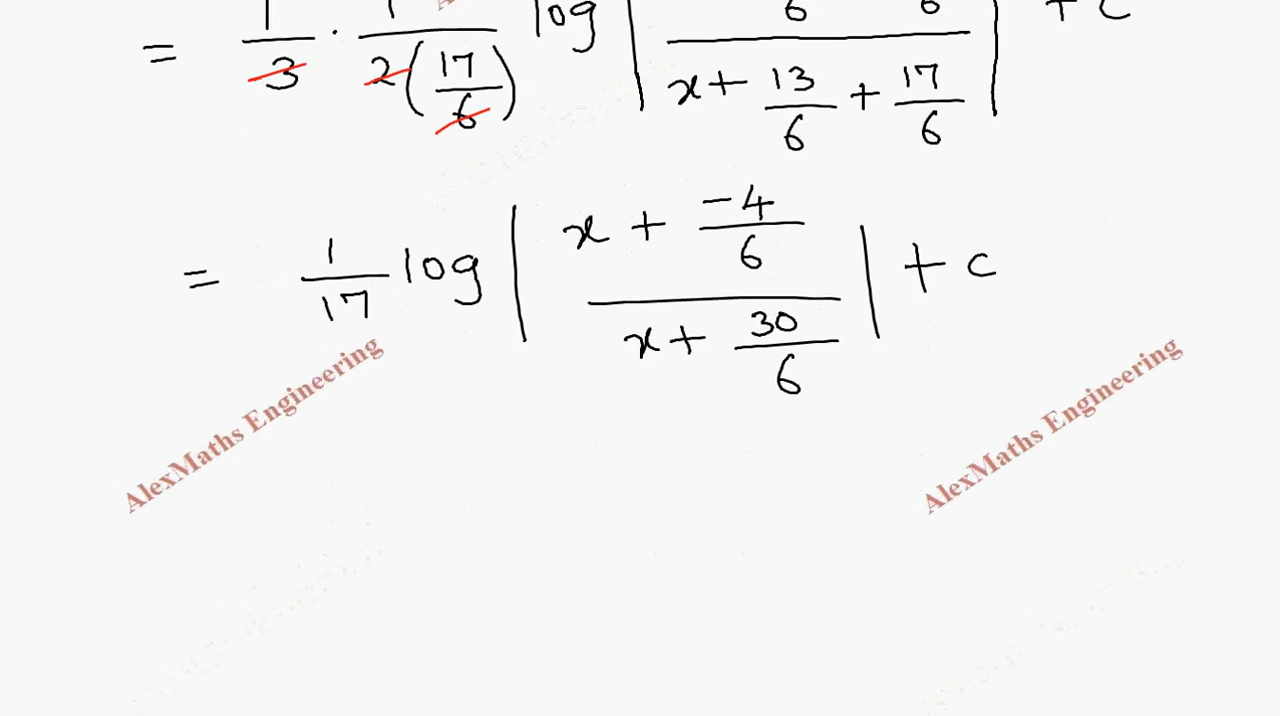 = 1/3 · 1/2(17/6) log | 6 6 / x + 13/6 + 17/6 | + c
= 1/17 log | x + -4/6 / x + 30/6 | + c
AlexMaths Engineering AlexMaths Engineering